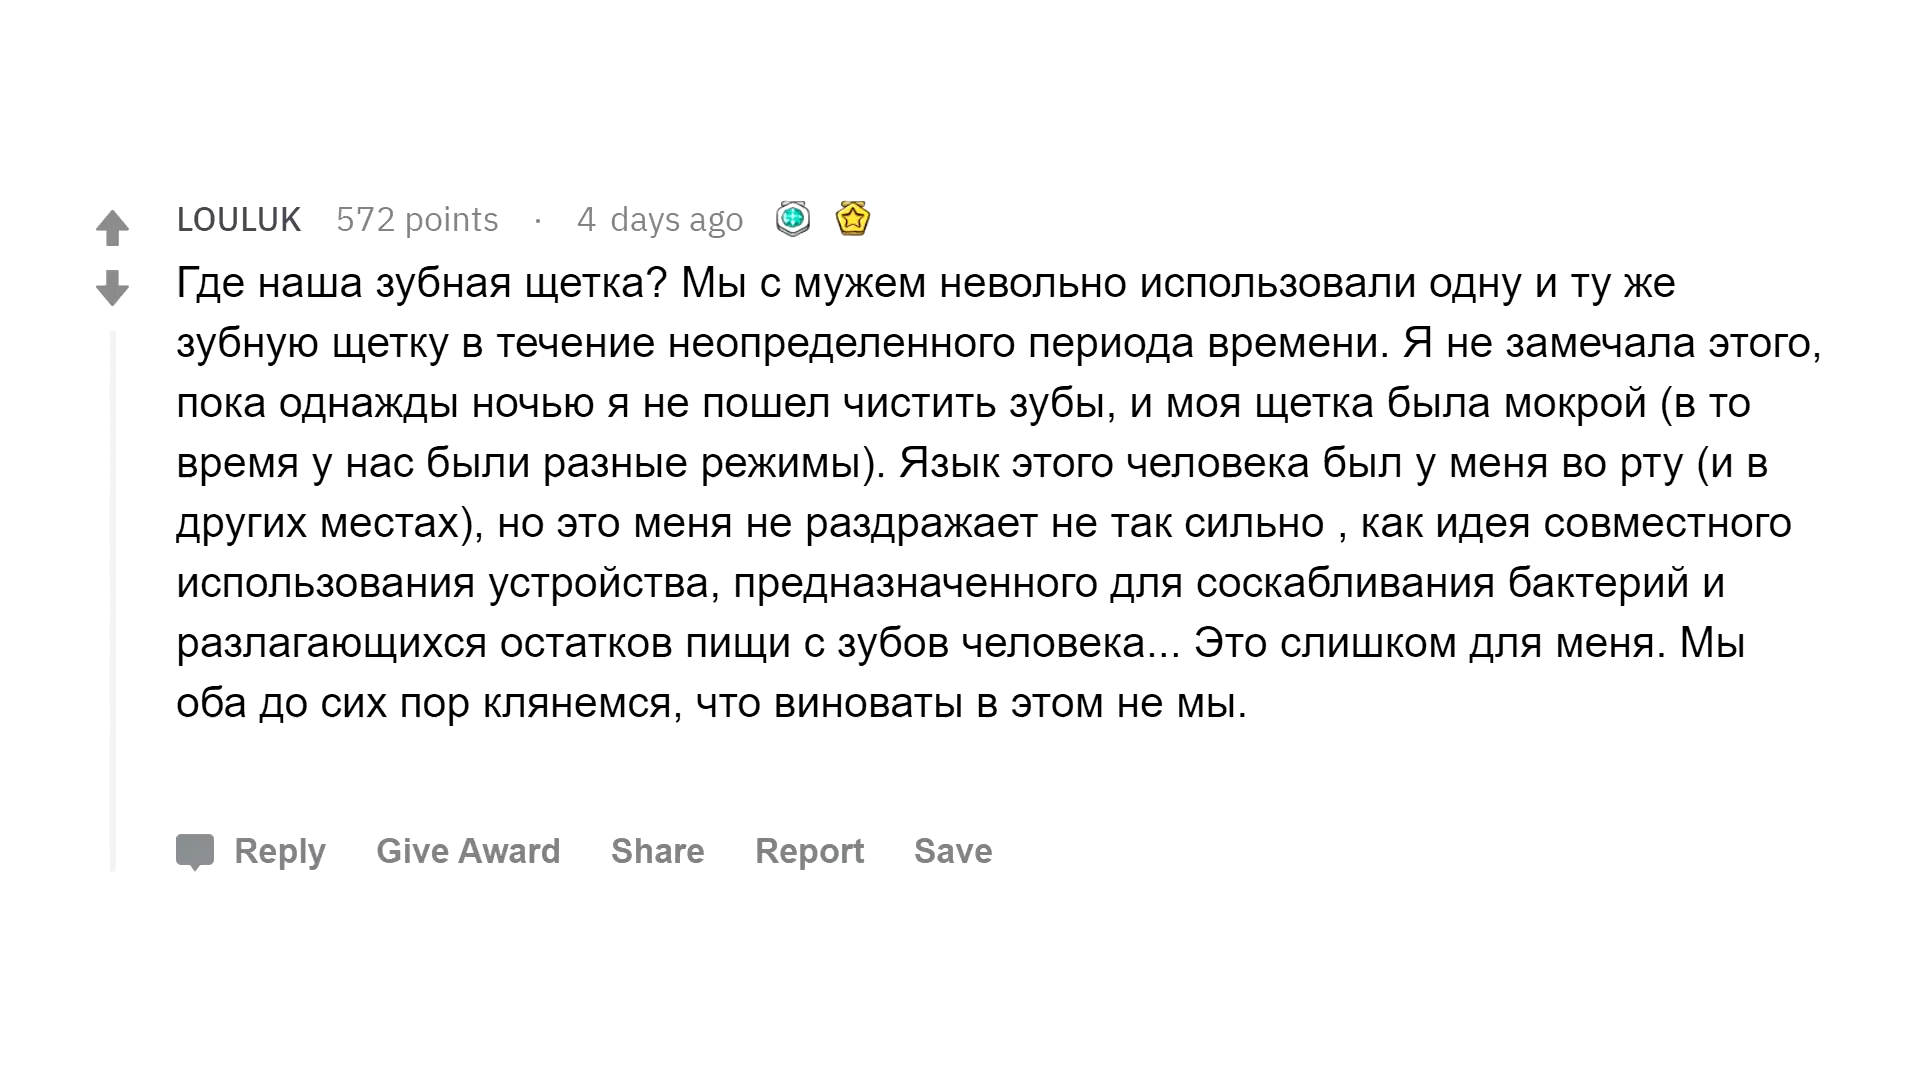 LOULUK 572 points · 4 days ago
Где наша зубная щетка? Мы с мужем невольно использовали одну и ту же
зубную щетку в течение неопределенного периода времени. Я не замечала этого,
пока однажды ночью я не пошел чистить зубы, и моя щетка была мокрой (в то
время у нас были разные режимы). Язык этого человека был у меня во рту (и в
других местах), но это меня не раздражает не так сильно , как идея совместного
использования устройства, предназначенного для соскабливания бактерий и
разлагающихся остатков пищи с зубов человека... Это слишком для меня. Мы
оба до сих пор клянемся, что виноваты в этом не мы.
Reply Give Award Share Report Save